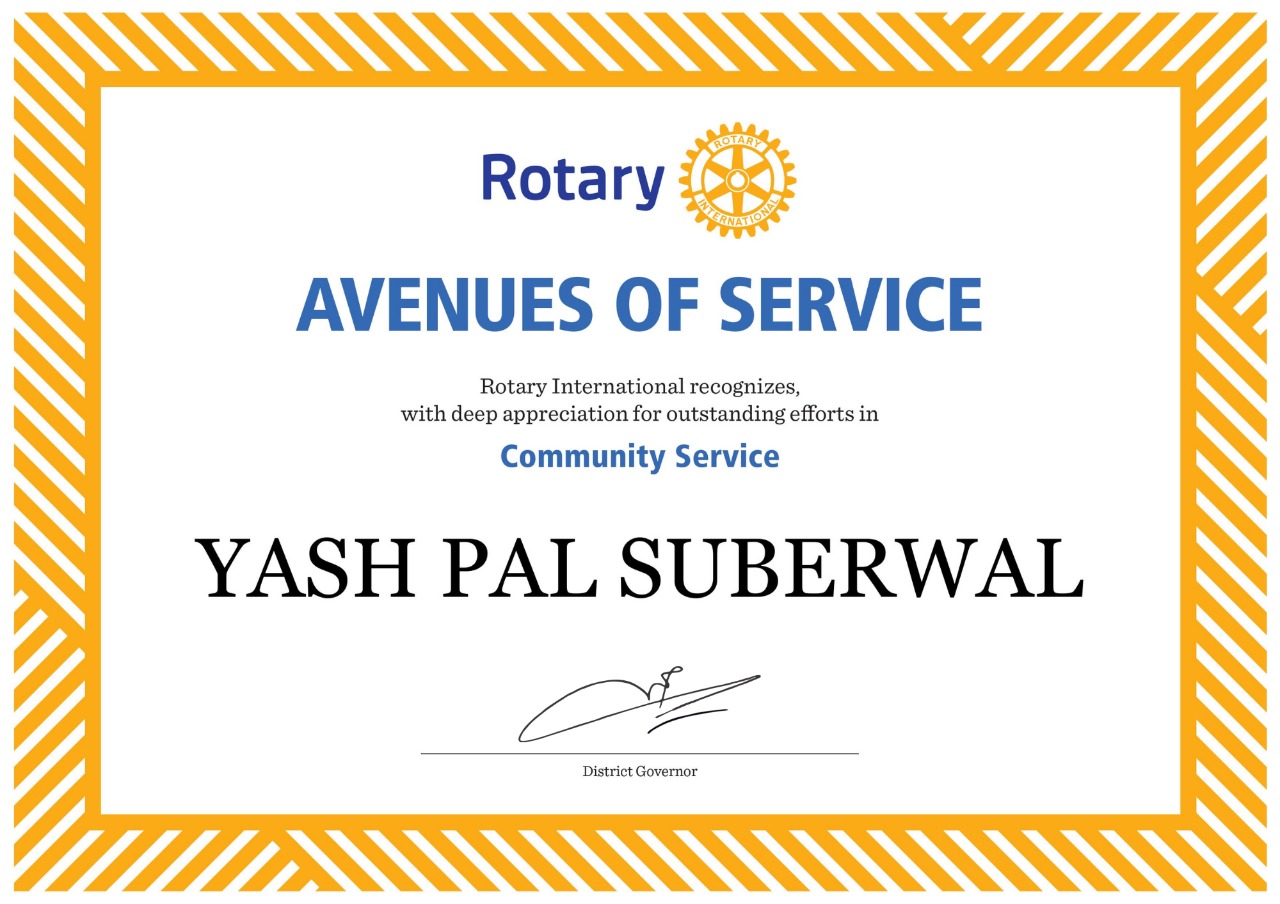 Rotary
ROTARY
INTERNATIONAL
AVENUES OF SERVICE
Rotary International recognizes,
with deep appreciation for outstanding efforts in
Community Service
YASH PAL SUBERWAL
District Governor